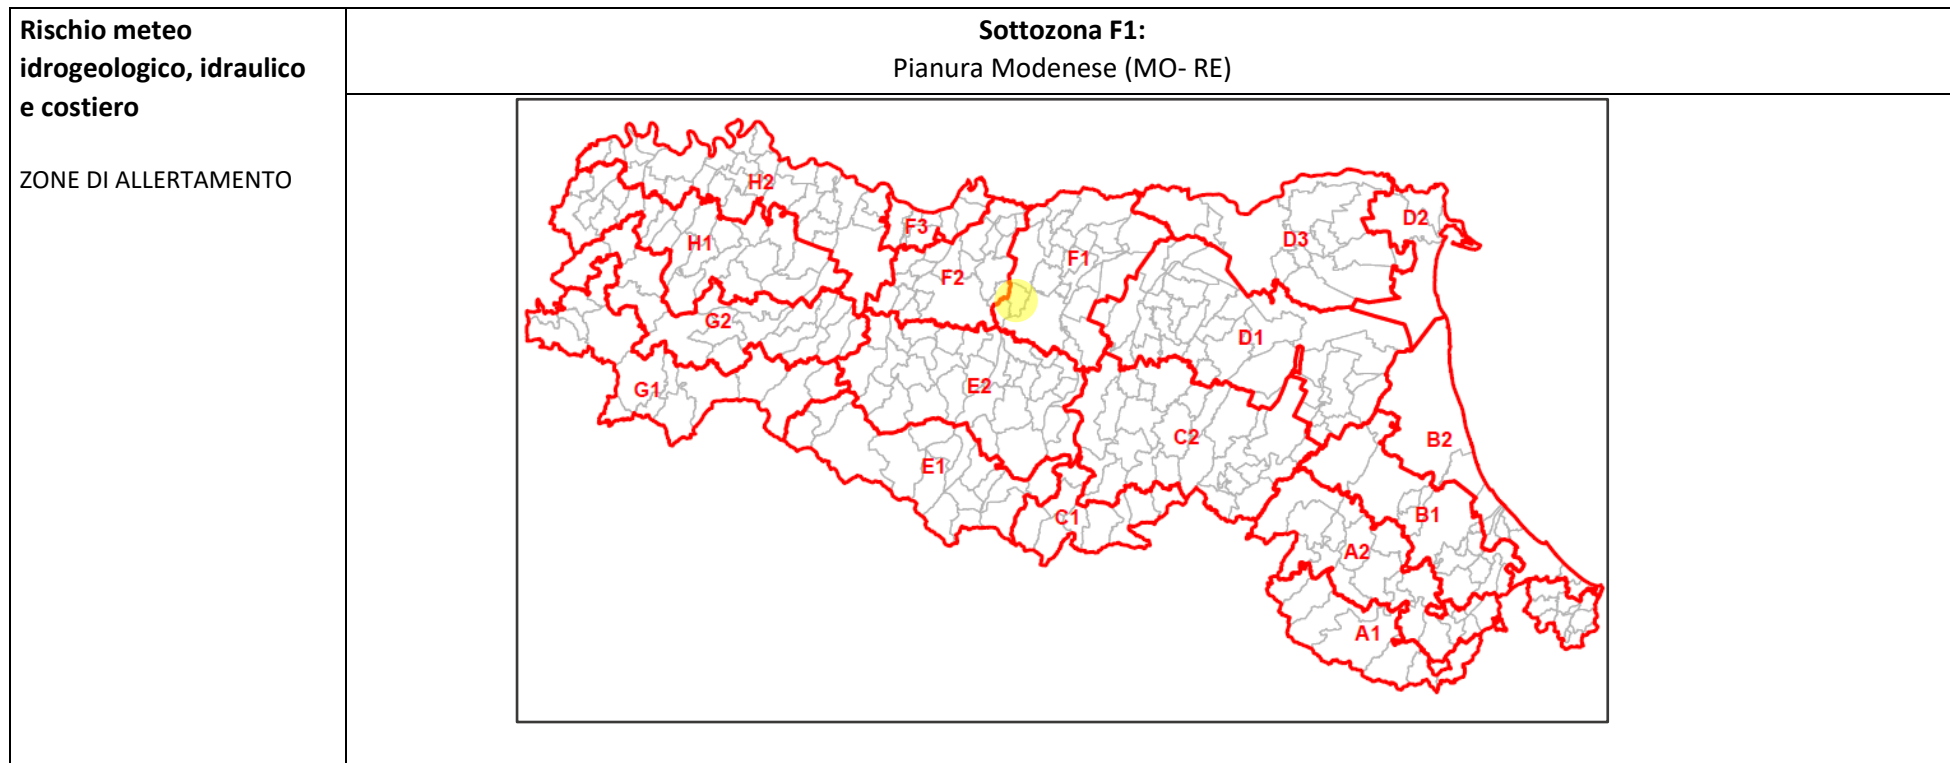 Rischio meteo
idrogeologico, idraulico
e costiero
ZONE DI ALLERTAMENTO
Sottozona F1:
Pianura Modenese (MO- RE)
H2
F3
D2
H1
D3
F1
F2
G2
D1
G1
E2
C2
B2
E1
C1
B1
A2
A1